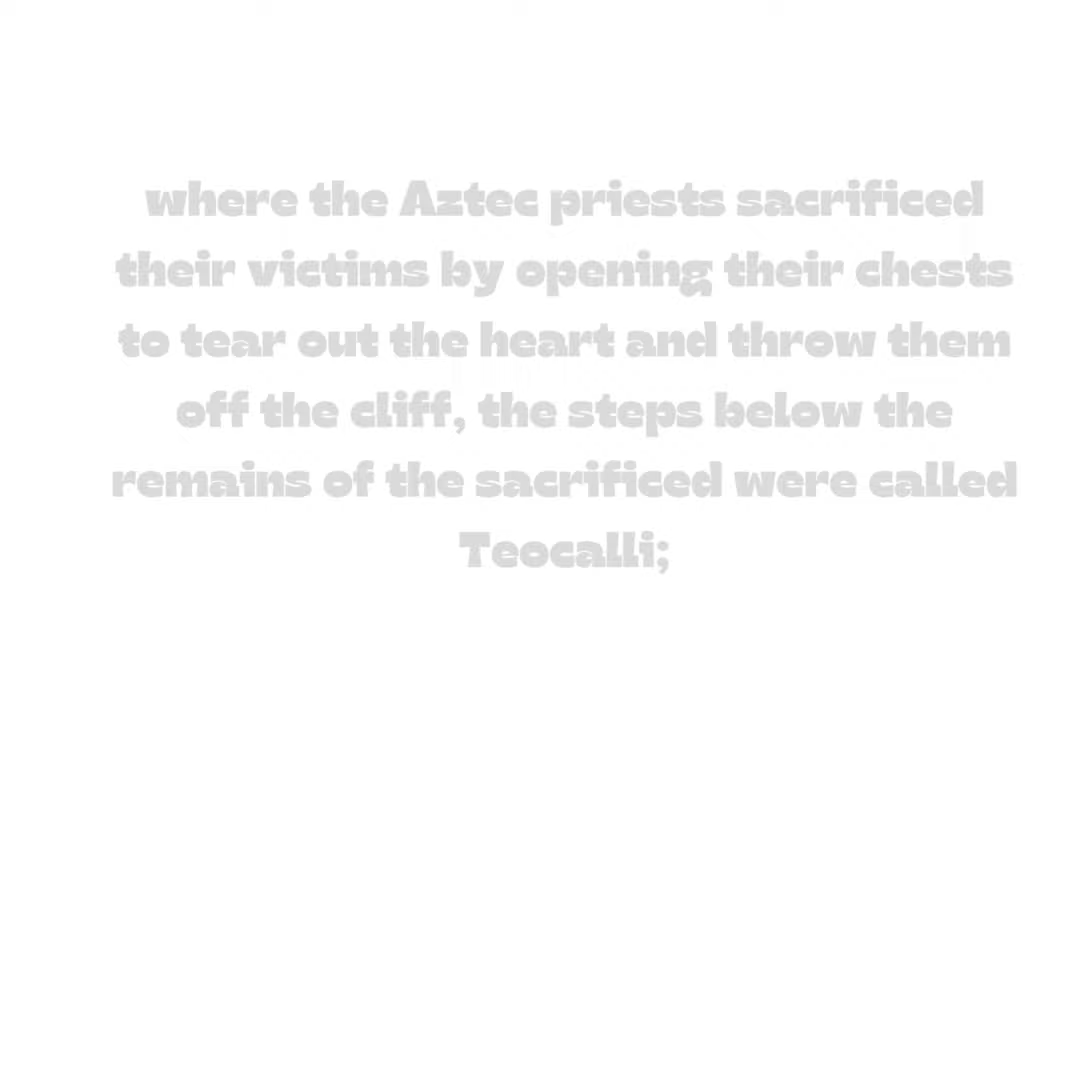 where the Aztec priests sacrificed
their victims by opening their chests
to tear out the heart and throw them
off the cliff, the steps below the
remains of the sacrificed were called
Teocalli;